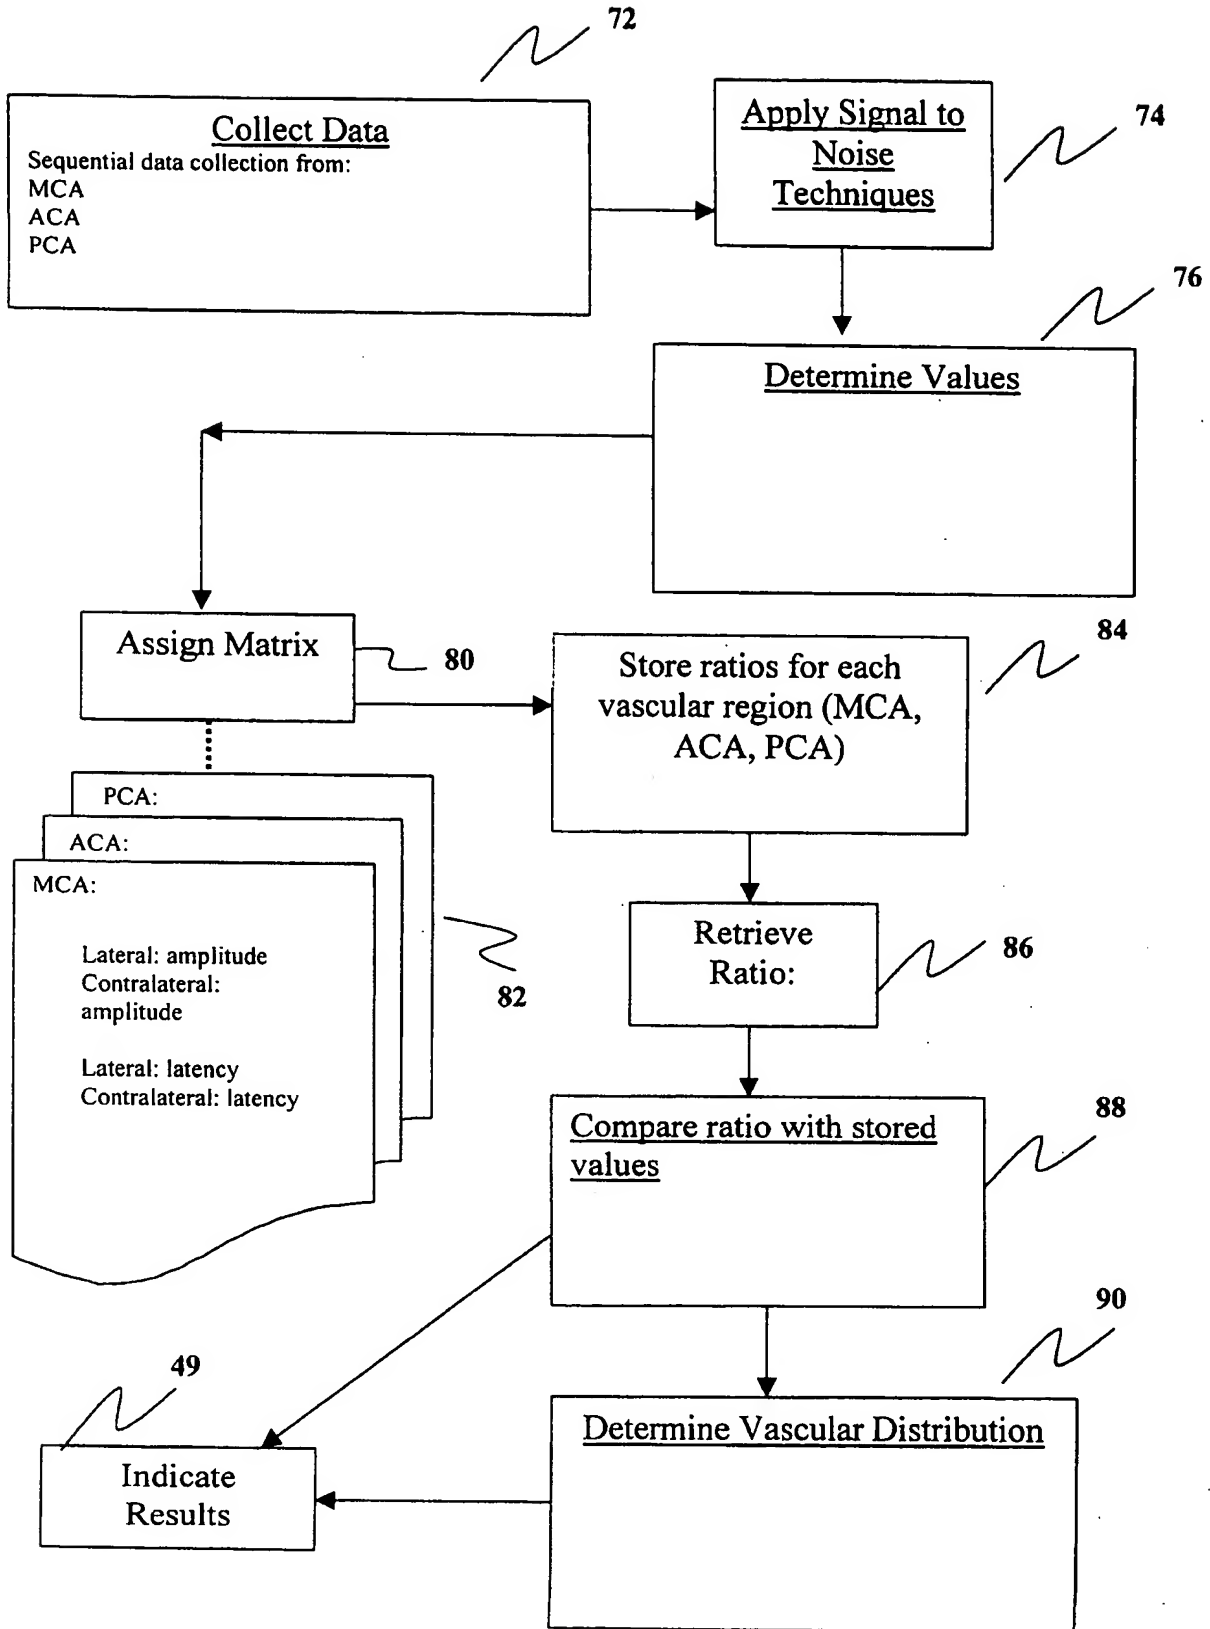 72
Collect Data
Sequential data collection from:
MCA
ACA
PCA
Apply Signal to
Noise
Techniques
74
76
Determine Values
Assign Matrix
80
84
Store ratios for each
vascular region (MCA,
ACA, PCA)
PCA:
ACA:
MCA:
Lateral: amplitude
Contralateral:
amplitude
Lateral: latency
Contralateral: latency
82
Retrieve
Ratio:
86
Compare ratio with stored
values
88
90
Determine Vascular Distribution
49
Indicate
Results